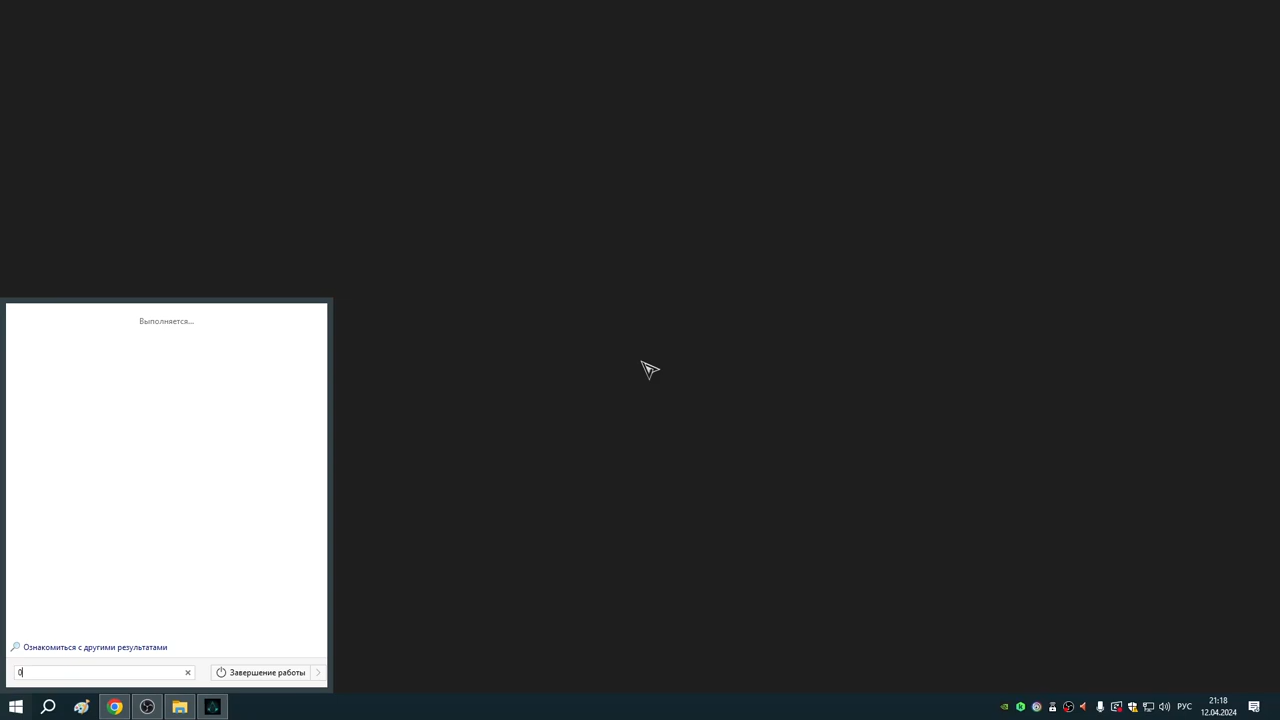 Выполняется...
Ознакомиться с другими результатами
0
Завершение работы
РУС
21:18
12.04.2024